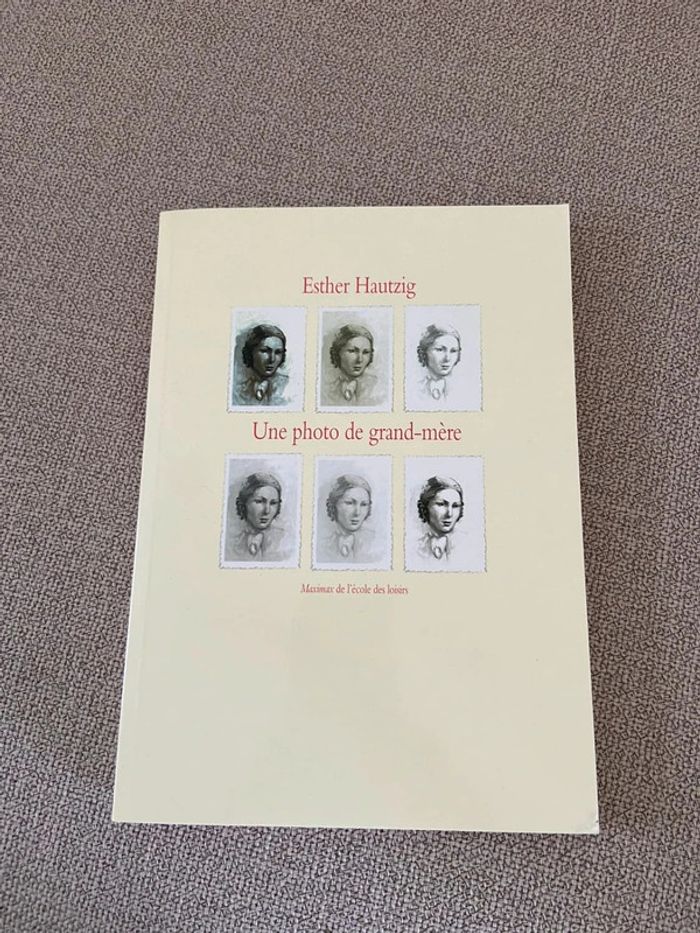 Esther Hautzig
Une photo de grand-mère
Maximax de l'école des loisirs